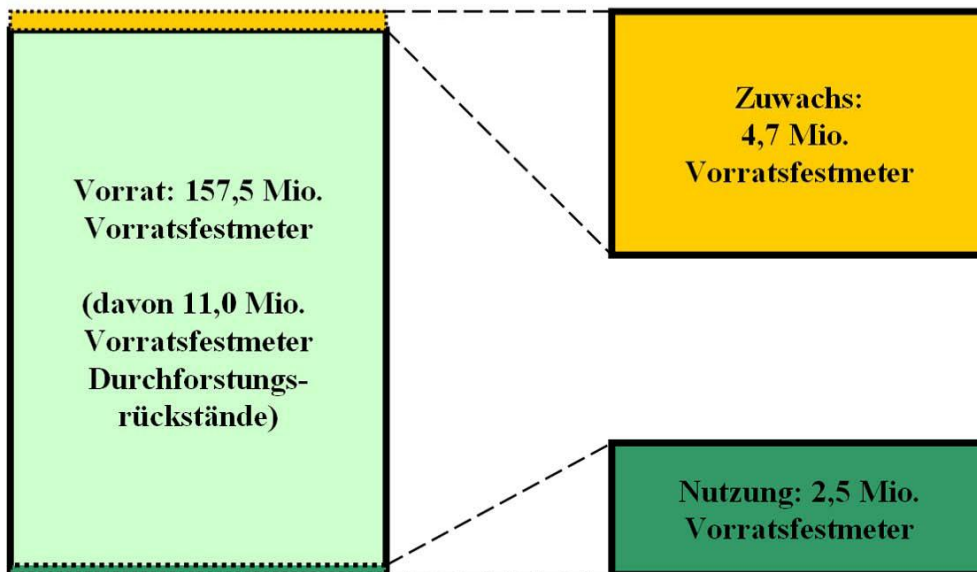 Vorrat: 157,5 Mio.
Vorratsfestmeter
(davon 11,0 Mio.
Vorratsfestmeter
Durchforstungs-
rückstände)
Zuwachs:
4,7 Mio.
Vorratsfestmeter
Nutzung: 2,5 Mio.
Vorratsfestmeter